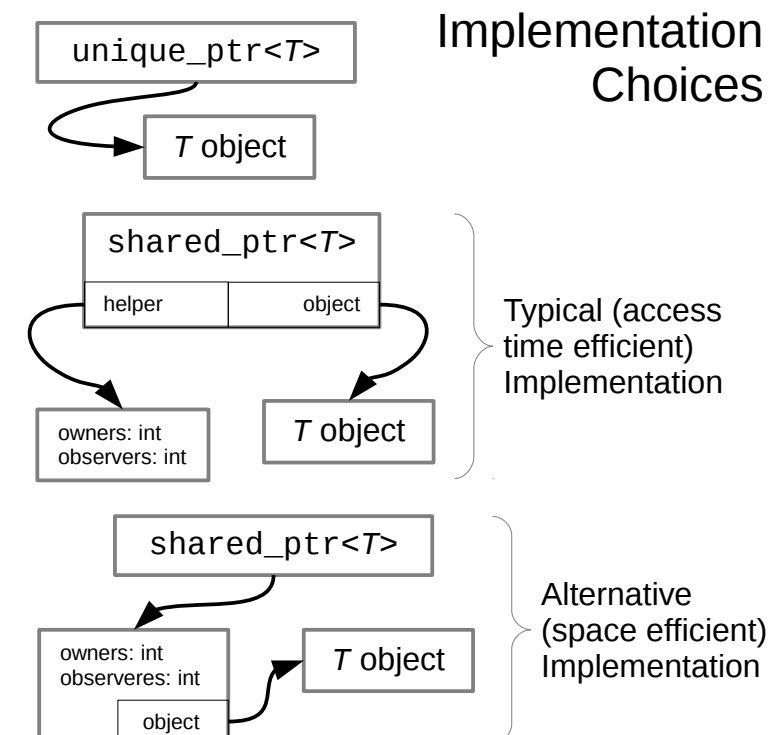 Implementation
Choices
unique_ptr<T>
T object
shared_ptr<T>
helper
object
owners: int
observers: int
T object
Typical (access
time efficient)
Implementation
shared_ptr<T>
owners: int
observeres: int
object
T object
Alternative
(space efficient)
Implementation